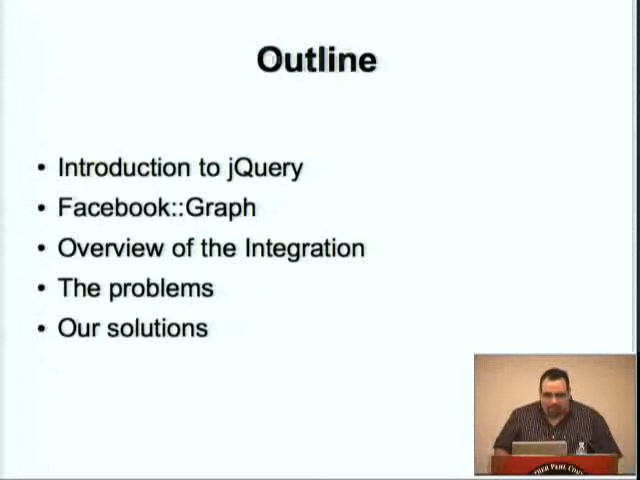 Outline
• Introduction to jQuery
• Facebook::Graph
• Overview of the Integration
• The problems
• Our solutions